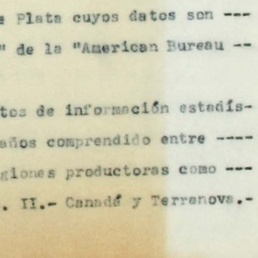 e Plata cuyos datos son ---
" de la "American Bureau --
tos de información estadís-
años comprendido entre ----
giones productoras como ---
. II.- Canadá y Terranova.-